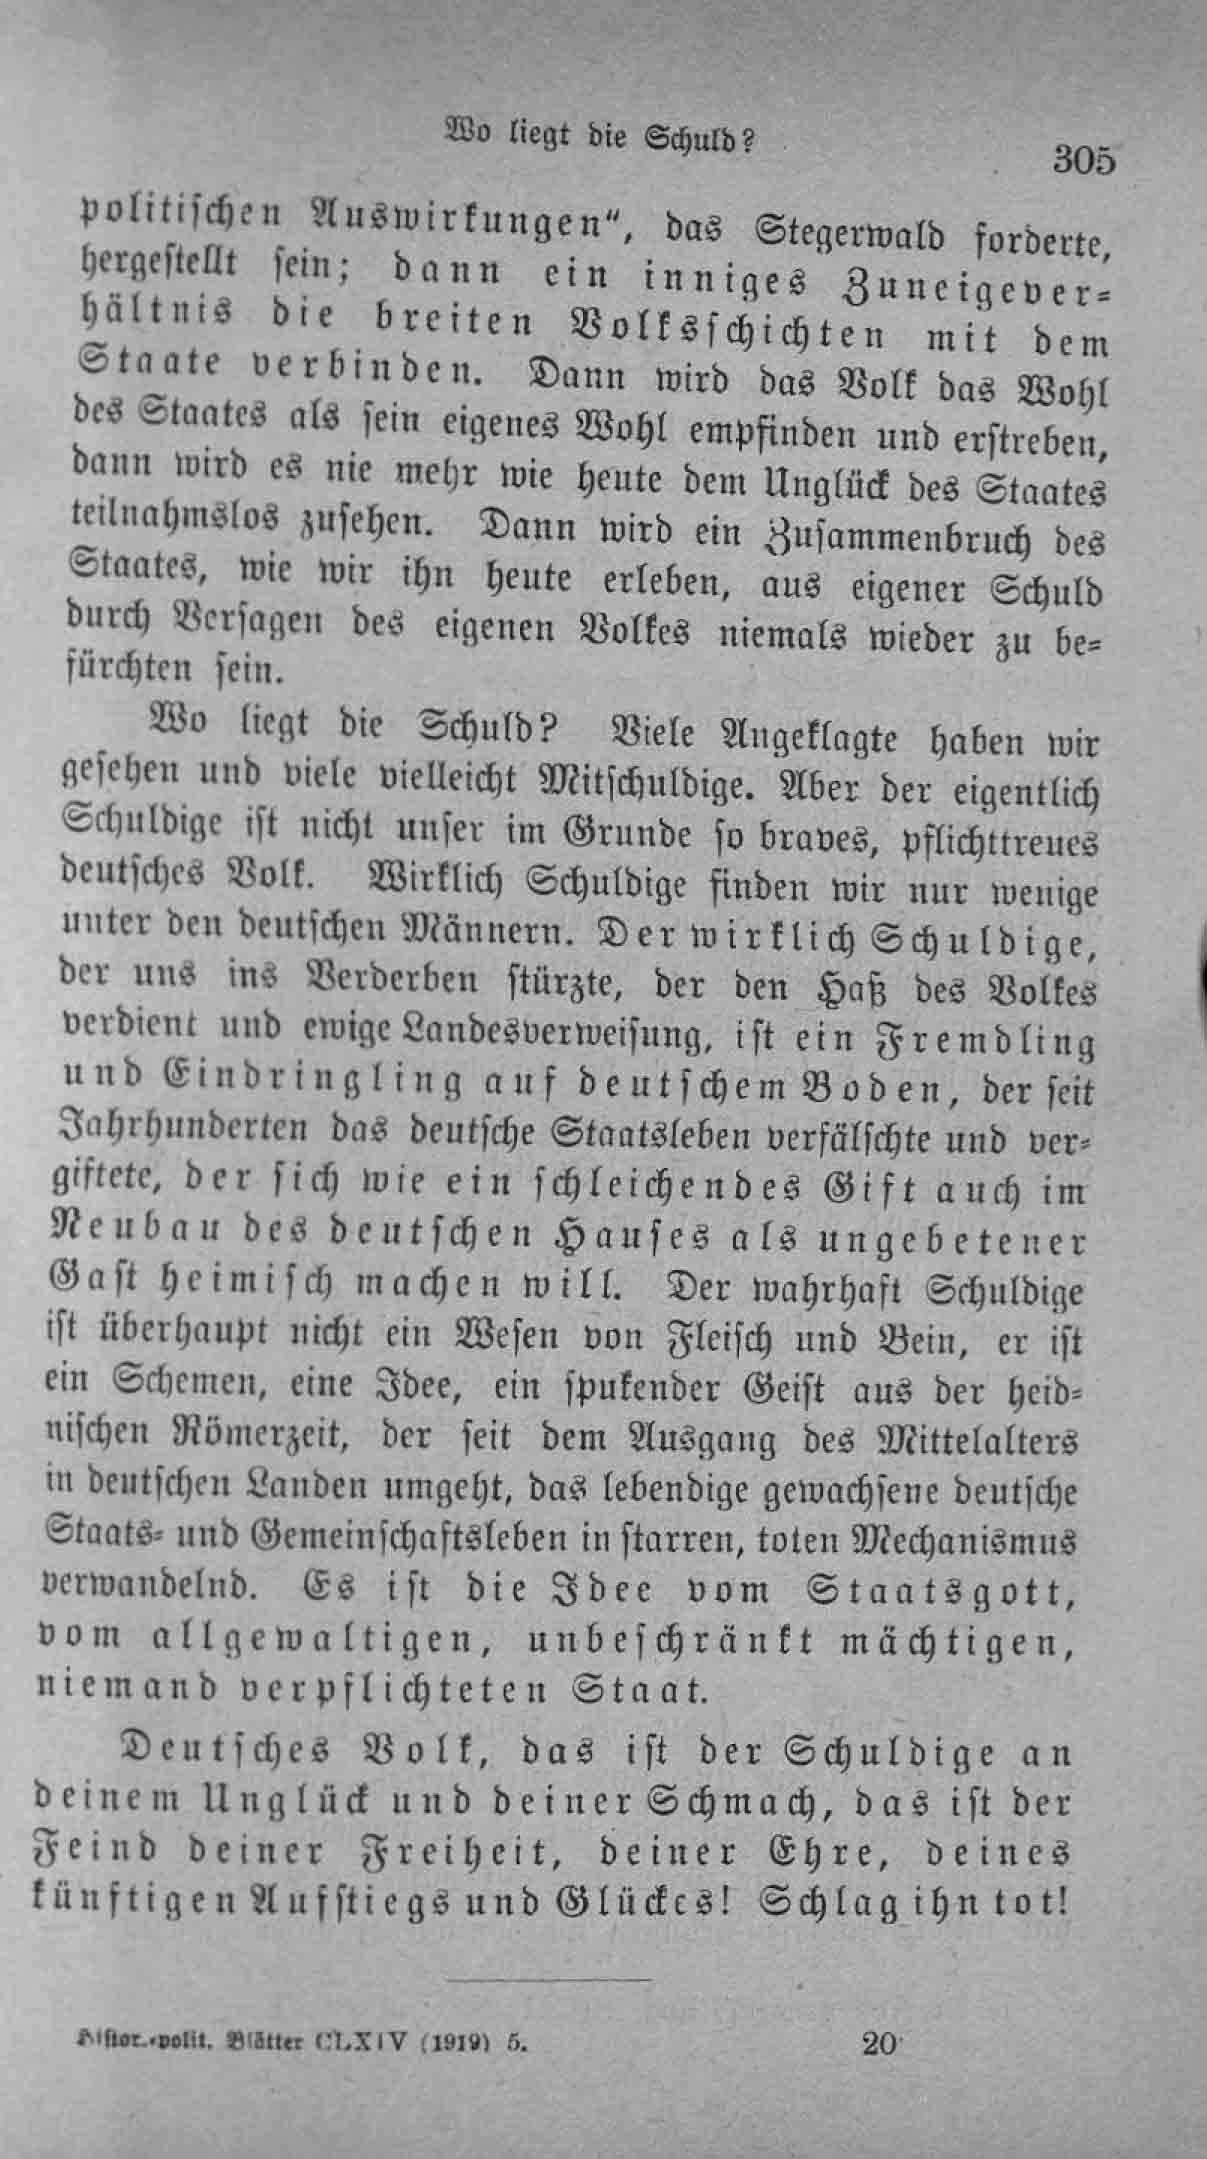 Wo liegt die Schuld?
305
politischen Auswirkungen“, das Stegerwald forderte,
hergestellt sein; dann ein inniges Zuneigever-
hältnis die breiten Volksschichten mit dem
Staate verbinden. Dann wird das Volk das Wohl
des Staates als sein eigenes Wohl empfinden und erstreben,
dann wird es nie mehr wie heute dem Unglück des Staates
teilnahmslos zusehen. Dann wird ein Zusammenbruch des
Staates, wie wir ihn heute erleben, aus eigener Schuld
durch Versagen des eigenen Volkes niemals wieder zu be-
fürchten sein.
Wo liegt die Schuld? Viele Angeklagte haben wir
gesehen und viele vielleicht Mitschuldige. Aber der eigentlich
Schuldige ist nicht unser im Grunde so braves, pflichttreues
deutsches Volk. Wirklich Schuldige finden wir nur wenige
unter den deutschen Männern. Der wirklich Schuldige,
der uns ins Verderben stürzte, der den Haß des Volkes
verdient und ewige Landesverweisung, ist ein Fremdling
und Eindringling auf deutschem Boden, der seit
Jahrhunderten das deutsche Staatsleben verfälschte und ver-
giftete, der sich wie ein schleichendes Gift auch im
Neubau des deutschen Hauses als ungebetener
Gast heimisch machen will. Der wahrhaft Schuldige
ist überhaupt nicht ein Wesen von Fleisch und Bein, er ist
ein Schemen, eine Idee, ein spukender Geist aus der heid-
nischen Römerzeit, der seit dem Ausgang des Mittelalters
in deutschen Landen umgeht, das lebendige gewachsene deutsche
Staats- und Gemeinschaftsleben in starren, toten Mechanismus
verwandelnd. Es ist die Idee vom Staatsgott,
vom allgewaltigen, unbeschränkt mächtigen,
niemand verpflichteten Staat.
Deutsches Volk, das ist der Schuldige an
deinem Unglück und deiner Schmach, das ist der
Feind deiner Freiheit, deiner Ehre, deines
künftigen Aufstiegs und Glückes! Schlag ihn tot!
Histor.-polit. Blätter CLXIV (1919) 5.
20